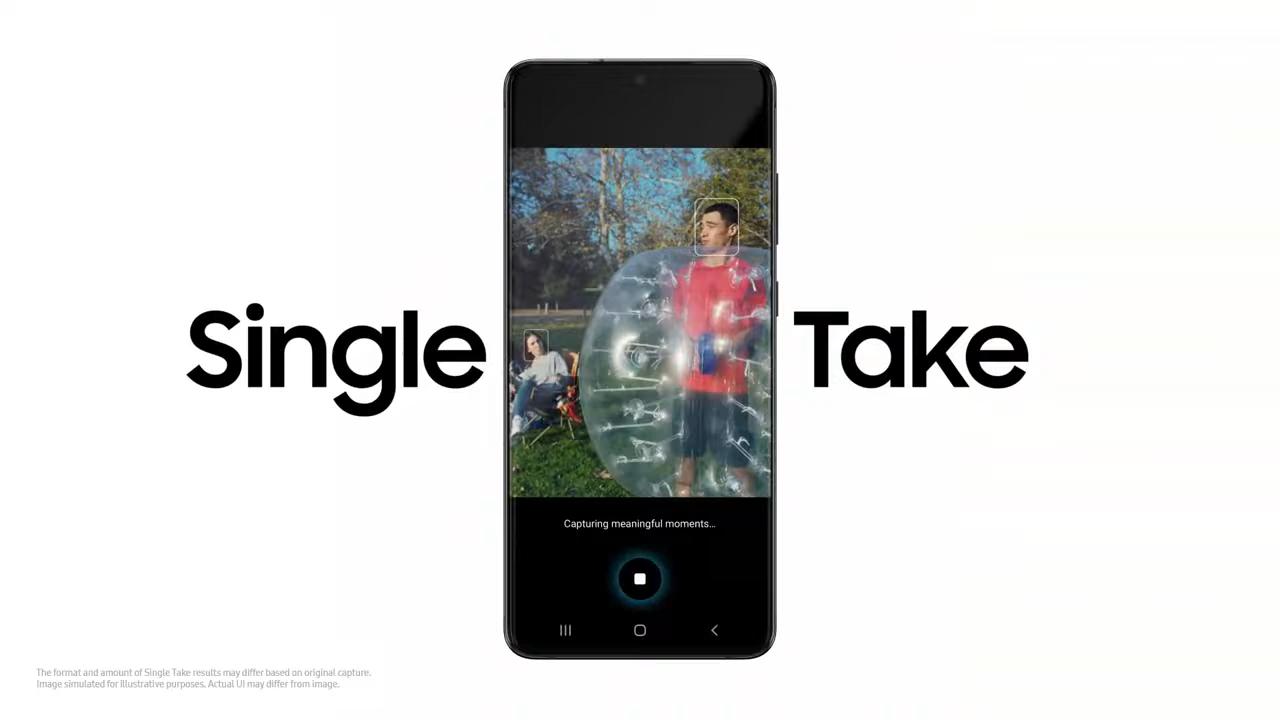 Single Take
Capturing meaningful moments...
The format and amount of Single Take results may differ based on original capture.
Image simulated for illustrative purposes. Actual UI may differ from image.